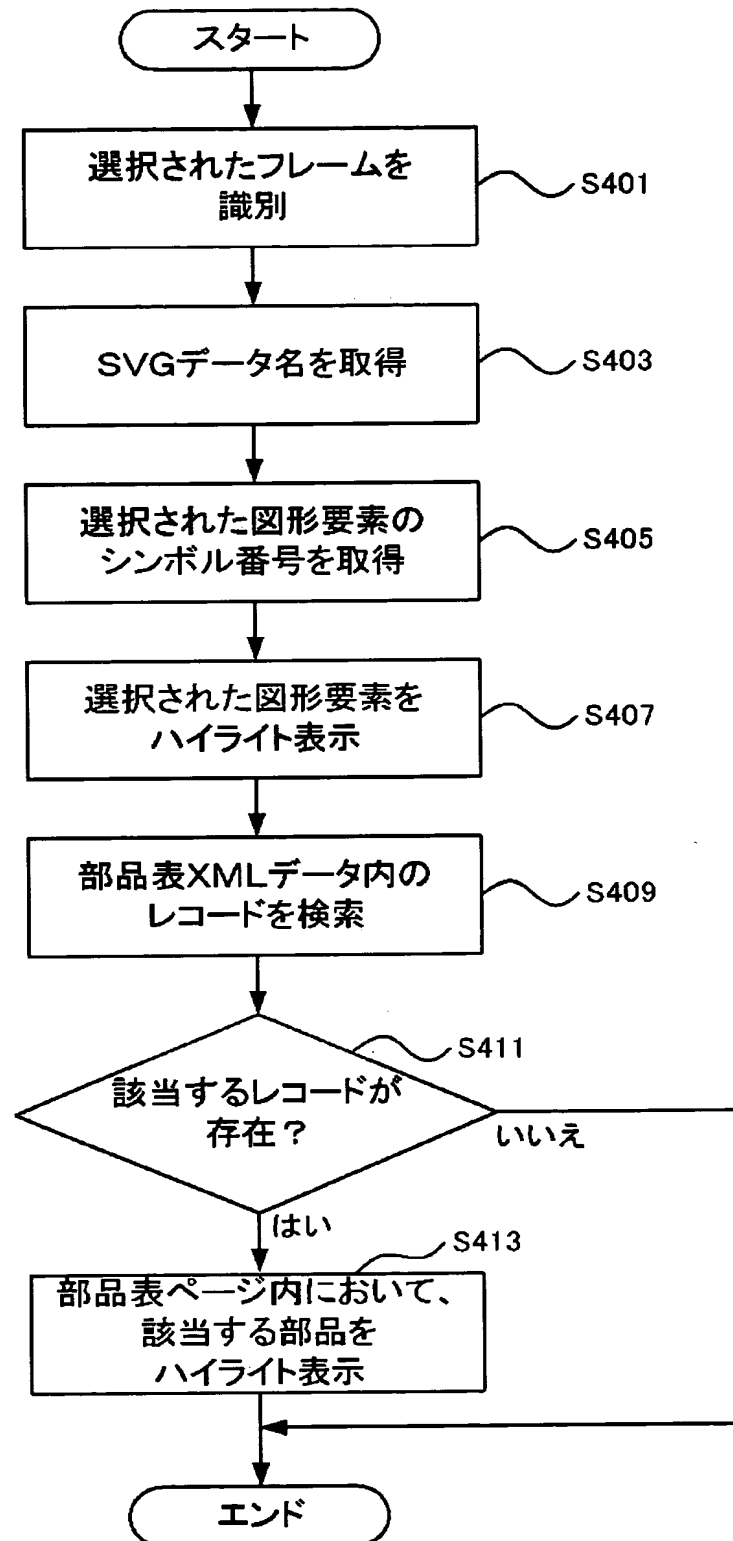 スタート
選択されたフレームを
識別
S401
SVGデータ名を取得
S403
選択された図形要素の
シンボル番号を取得
S405
選択された図形要素を
ハイライト表示
S407
部品表XMLデータ内の
レコードを検索
S409
S411
該当するレコードが
存在?
いいえ
はい
S413
部品表ページ内において、
該当する部品を
ハイライト表示
エンド